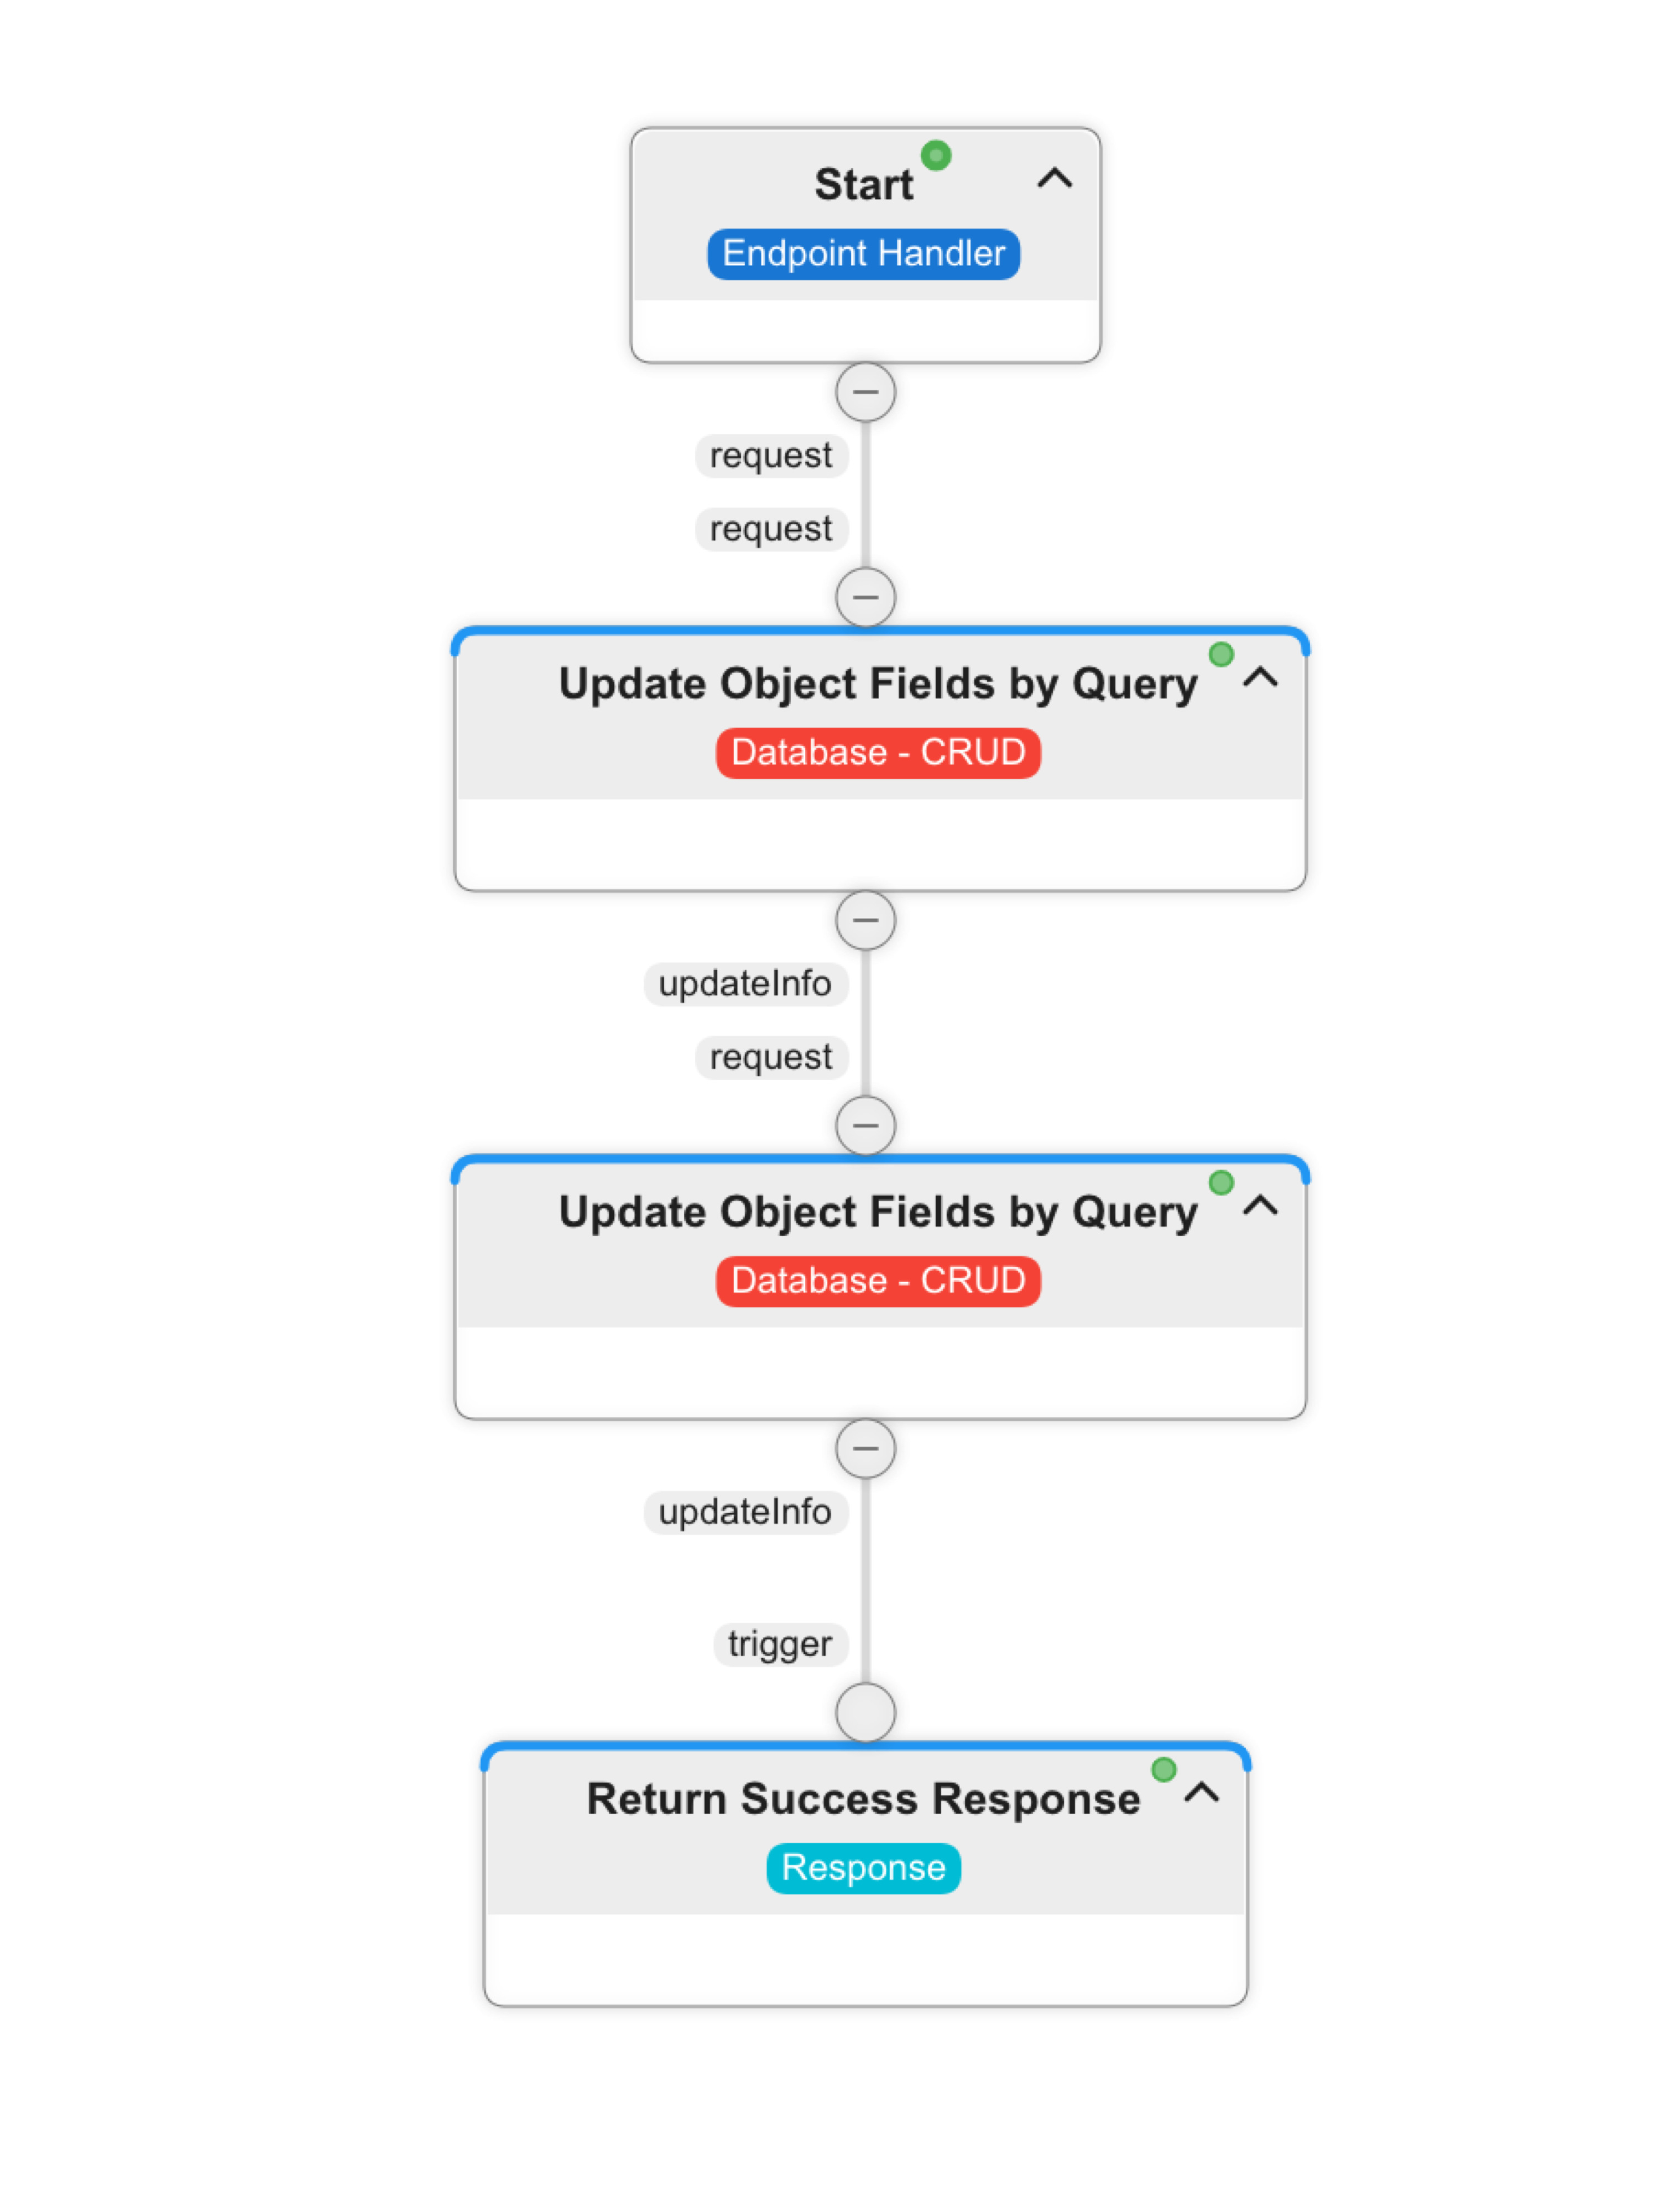 Start
Endpoint Handler
request
request
Update Object Fields by Query
Database - CRUD
updateInfo
request
Update Object Fields by Query
Database - CRUD
updateInfo
trigger
Return Success Response
Response